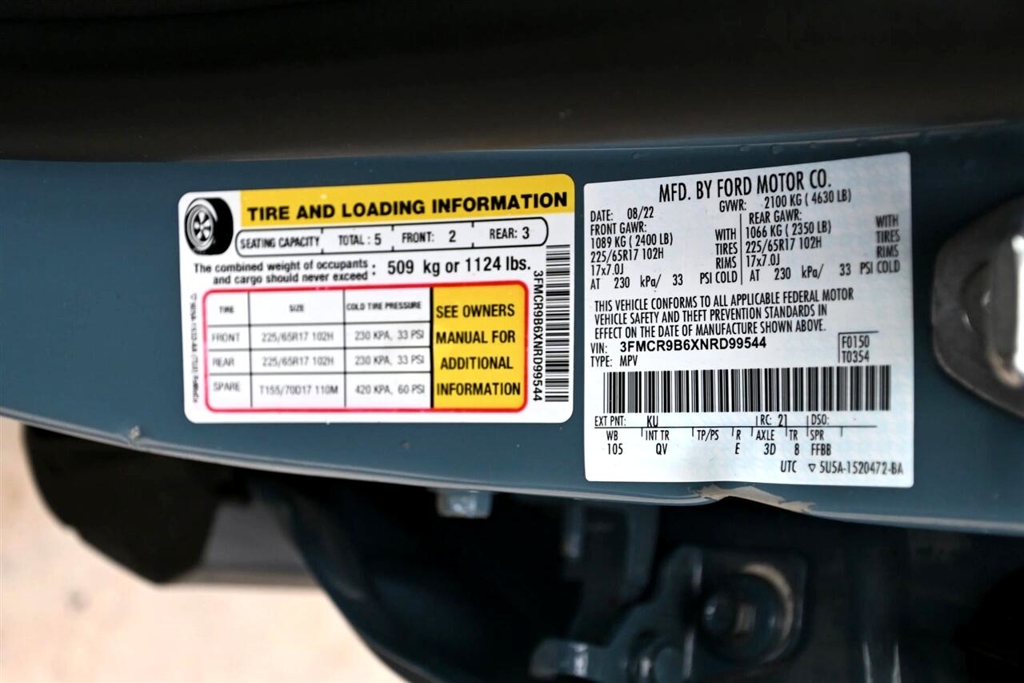 TIRE AND LOADING INFORMATION
SEATING CAPACITY TOTAL : 5 FRONT: 2 REAR: 3
The combined weight of occupants and cargo should never exceed : 509 kg or 1124 lbs.
TIRE SIZE COLD TIRE PRESSURE
FRONT 225/65R17 102H 230 KPA, 33 PSI
REAR 225/65R17 102H 230 KPA, 33 PSI
SPARE T155/70D17 110M 420 KPA, 60 PSI
SEE OWNERS
MANUAL FOR
ADDITIONAL
INFORMATION
3FMCR9B6XNRD99544
MFD. BY FORD MOTOR CO.
DATE: 08/22 GVWR: 2100 KG ( 4630 LB)
FRONT GAWR: REAR GAWR:
1089 KG ( 2400 LB) WITH 1066 KG ( 2350 LB) WITH
225/65R17 102H TIRES 225/65R17 102H TIRES
17x7.0J RIMS 17x7.0J RIMS
AT 230 kPa/ 33 PSI COLD AT 230 kPa/ 33 PSI COLD
THIS VEHICLE CONFORMS TO ALL APPLICABLE FEDERAL MOTOR
VEHICLE SAFETY AND THEFT PREVENTION STANDARDS IN
EFFECT ON THE DATE OF MANUFACTURE SHOWN ABOVE.
VIN: 3FMCR9B6XNRD99544 F0150
TYPE: MPV T0354
EXT PNT: KU RC: 21 DSO:
WB INT TR TP/PS R AXLE TR SPR
105 QV E 3D 8 FFBB
UTC ▽ 5U5A-1520472-BA